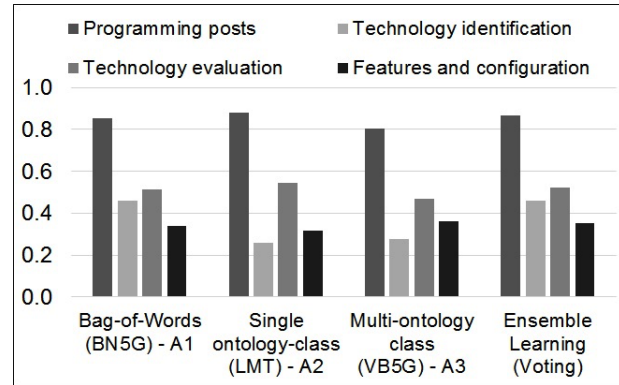 Programming posts Technology identification
Technology evaluation Features and configuration
1.0
0.8
0.6
0.4
0.2
0.0
Bag-of-Words Single Multi-ontology Ensemble
(BN5G) - A1 ontology-class class Learning
(LMT) - A2 (VB5G) - A3 (Voting)